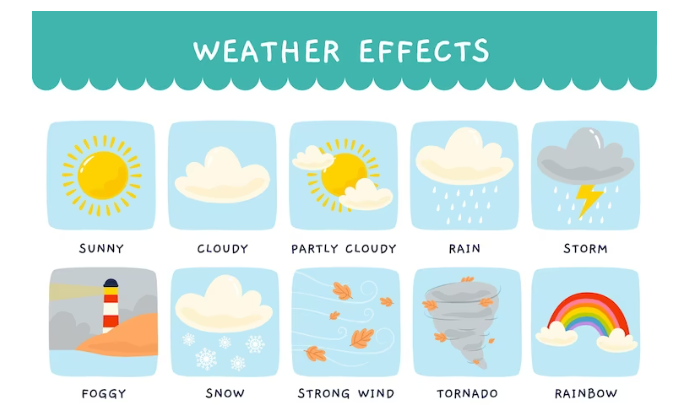 WEATHER EFFECTS
SUNNY
CLOUDY
PARTLY CLOUDY
RAIN
STORM
FOGGY
SNOW
STRONG WIND
TORNADO
RAINBOW